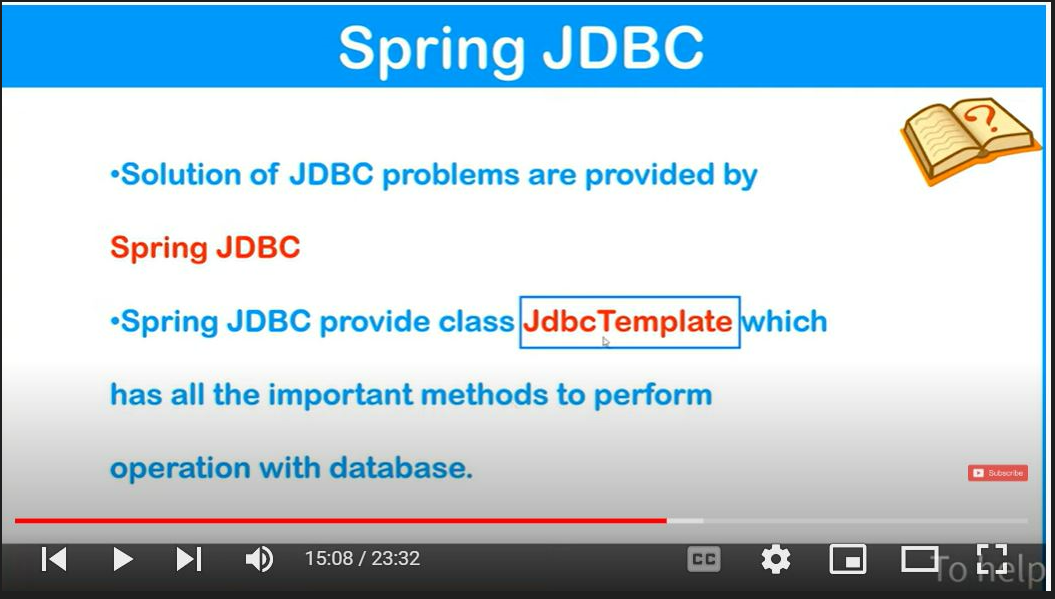 Spring JDBC
•Solution of JDBC problems are provided by
Spring JDBC
•Spring JDBC provide class JdbcTemplate which
has all the important methods to perform
operation with database.
Subscribe
15:08 / 23:32
CC
To help